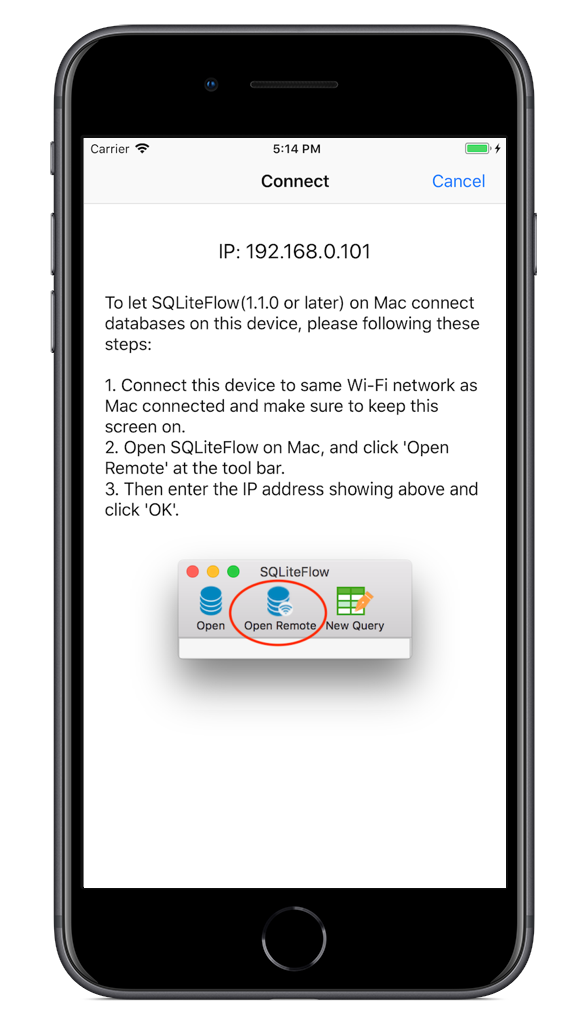 Carrier 5:14 PM
Connect Cancel
IP: 192.168.0.101
To let SQLiteFlow(1.1.0 or later) on Mac connect
databases on this device, please following these
steps:
1. Connect this device to same Wi-Fi network as
Mac connected and make sure to keep this
screen on.
2. Open SQLiteFlow on Mac, and click 'Open
Remote' at the tool bar.
3. Then enter the IP address showing above and
click 'OK'.
SQLiteFlow
Open Open Remote New Query